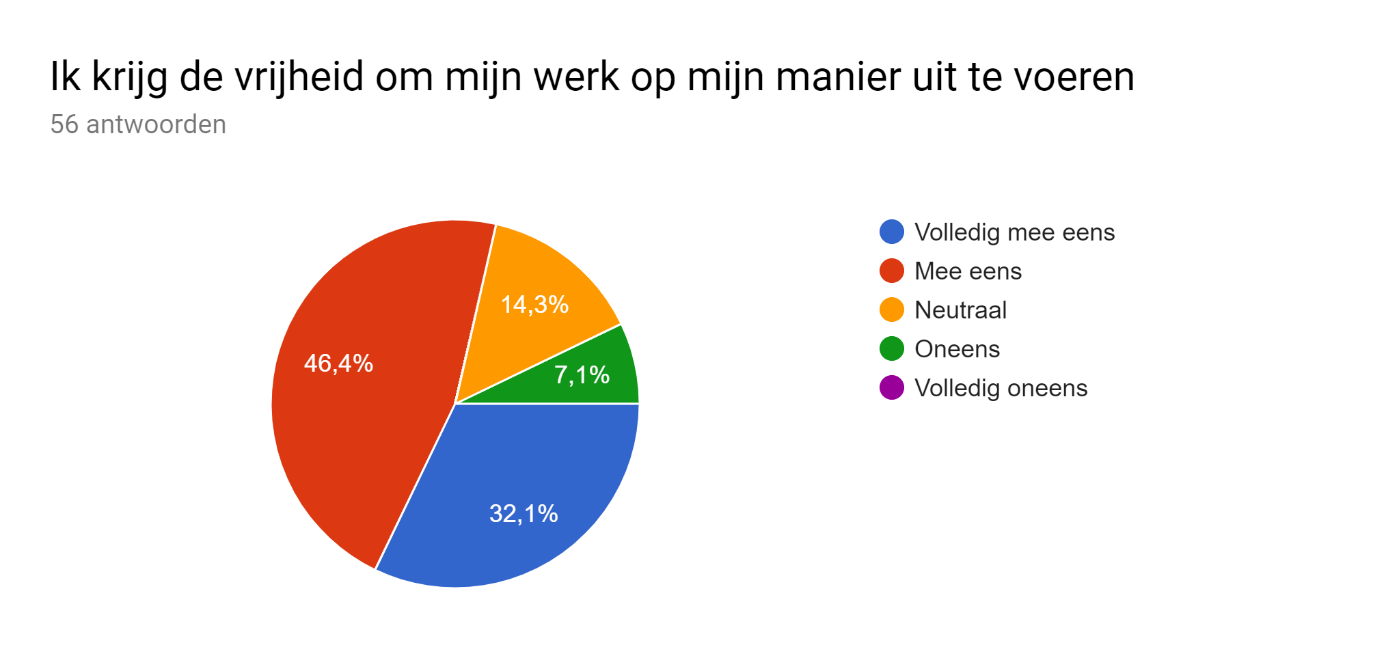 Ik krijg de vrijheid om mijn werk op mijn manier uit te voeren
56 antwoorden
Volledig mee eens
Mee eens
Neutraal
Oneens
Volledig oneens
14,3%
46,4%
7,1%
32,1%